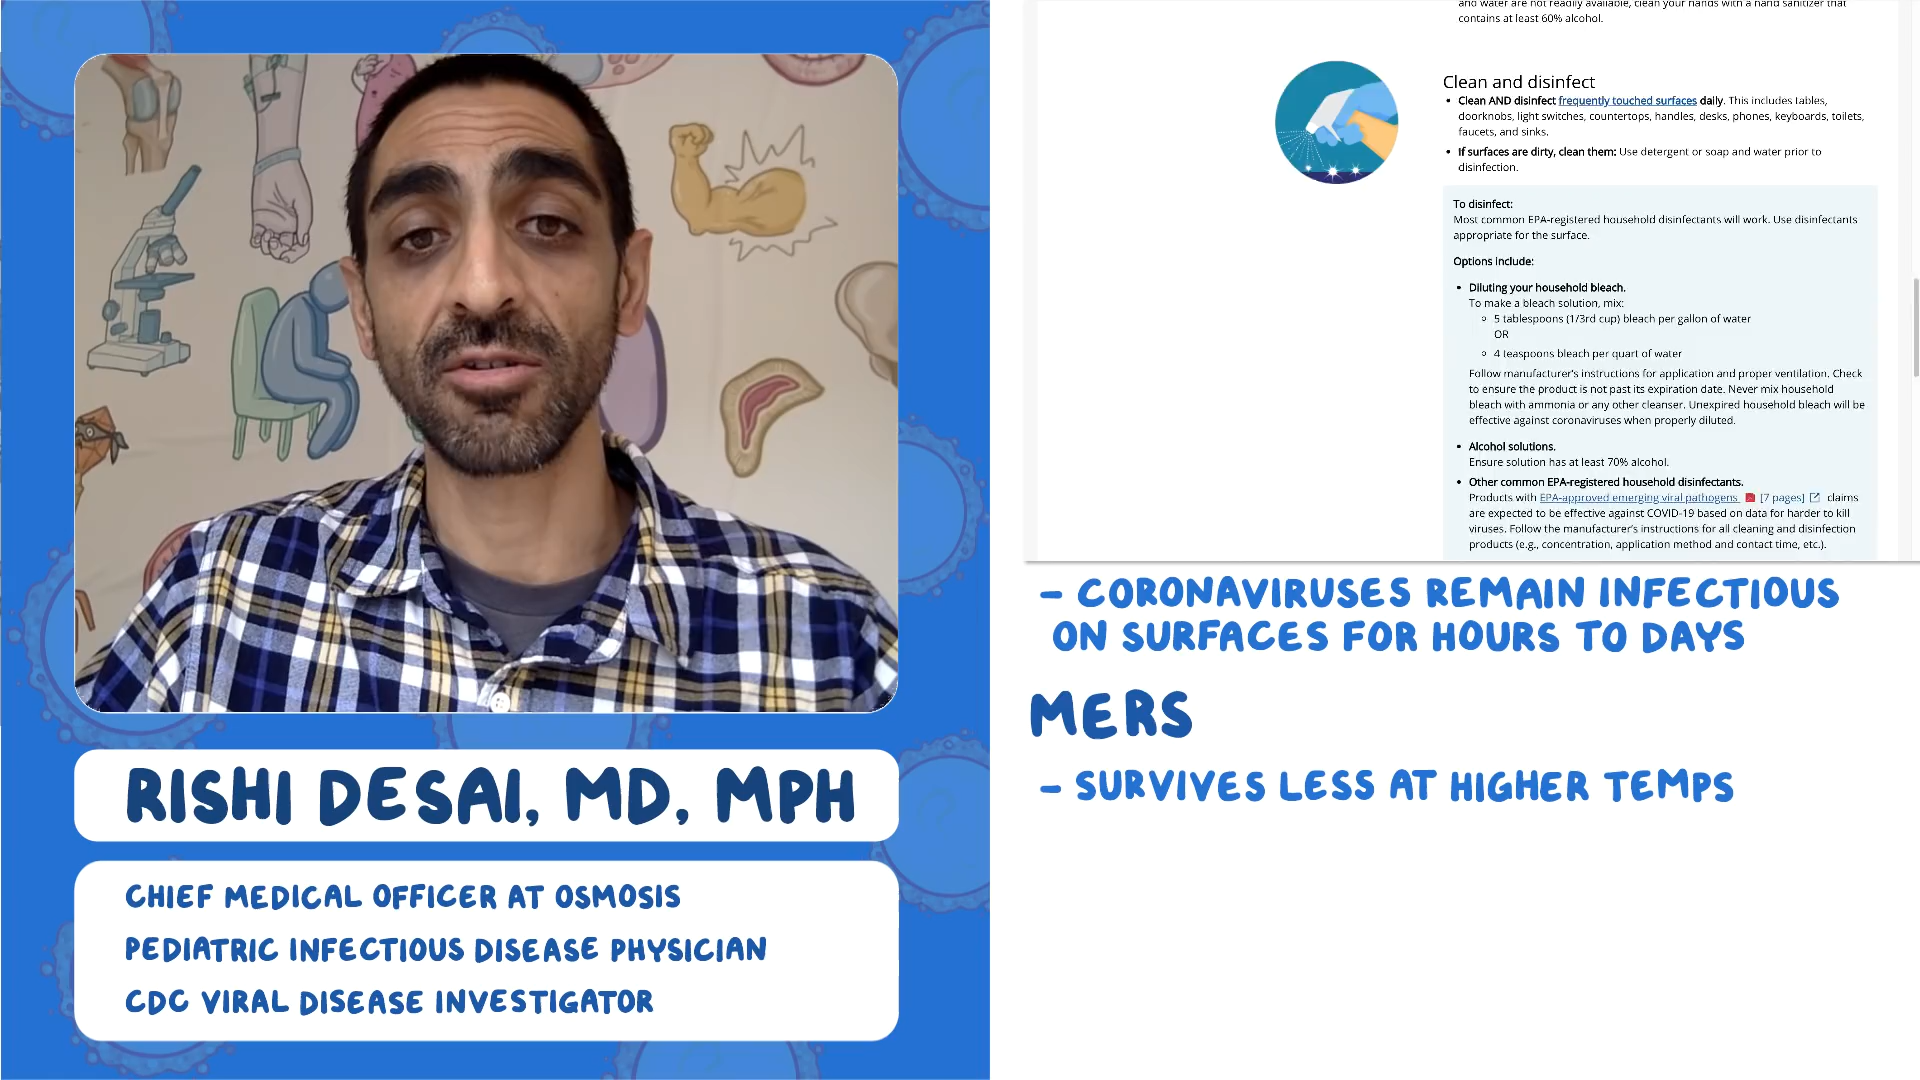 RISHI DESAI, MD, MPH
CHIEF MEDICAL OFFICER AT OSMOSIS
PEDIATRIC INFECTIOUS DISEASE PHYSICIAN
CDC VIRAL DISEASE INVESTIGATOR
and water are not readily available, clean your hands with a hand sanitizer that
contains at least 60% alcohol.
Clean and disinfect
• Clean AND disinfect frequently touched surfaces daily. This includes tables,
doorknobs, light switches, countertops, handles, desks, phones, keyboards, toilets,
faucets, and sinks.
• If surfaces are dirty, clean them: Use detergent or soap and water prior to
disinfection.
To disinfect:
Most common EPA-registered household disinfectants will work. Use disinfectants
appropriate for the surface.
Options include:
• Diluting your household bleach.
To make a bleach solution, mix:
○ 5 tablespoons (1/3rd cup) bleach per gallon of water
OR
○ 4 teaspoons bleach per quart of water
Follow manufacturer's instructions for application and proper ventilation. Check
to ensure the product is not past its expiration date. Never mix household
bleach with ammonia or any other cleanser. Unexpired household bleach will be
effective against coronaviruses when properly diluted.
• Alcohol solutions.
Ensure solution has at least 70% alcohol.
• Other common EPA-registered household disinfectants.
Products with EPA-approved emerging viral pathogens [7 pages] claims
are expected to be effective against COVID-19 based on data for harder to kill
viruses. Follow the manufacturer's instructions for all cleaning and disinfection
products (e.g., concentration, application method and contact time, etc.).
- CORONAVIRUSES REMAIN INFECTIOUS
ON SURFACES FOR HOURS TO DAYS
MERS
- SURVIVES LESS AT HIGHER TEMPS